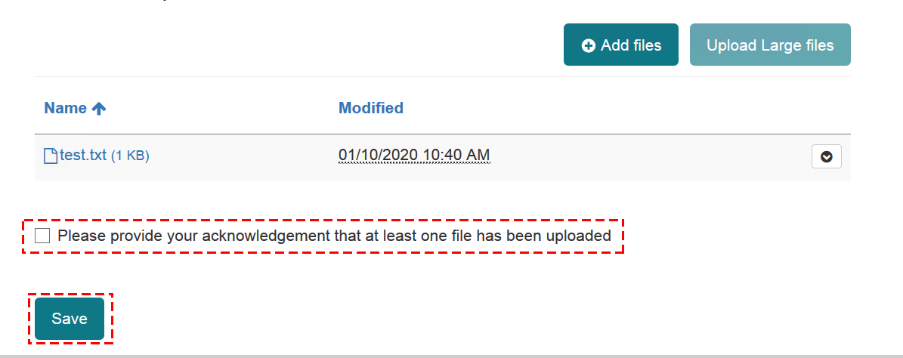 Add files Upload Large files
Name Modified
test.txt (1 KB) 01/10/2020 10:40 AM
Please provide your acknowledgement that at least one file has been uploaded
Save